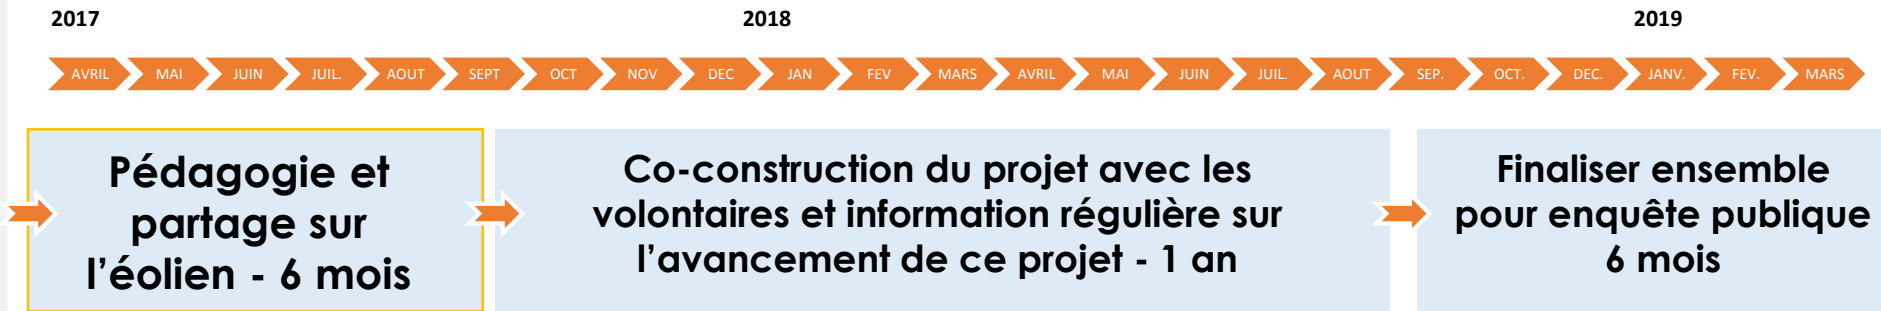 2017 2018 2019
AVRIL MAI JUIN JUIL. AOUT SEPT OCT NOV DEC JAN FEV MARS AVRIL MAI JUIN JUIL. AOUT SEP. OCT. DEC. JANV. FEV. MARS
Pédagogie et
partage sur
l’éolien - 6 mois
Co-construction du projet avec les
volontaires et information régulière sur
l’avancement de ce projet - 1 an
Finaliser ensemble
pour enquête publique
6 mois